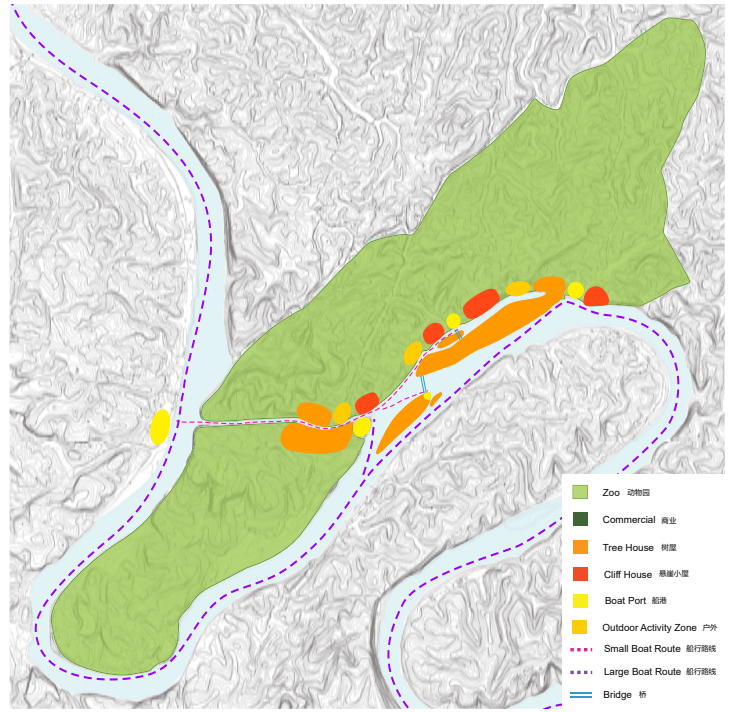 Zoo 动物园
Commercial 商业
Tree House 树屋
Cliff House 悬崖小屋
Boat Port 船港
Outdoor Activity Zone 户外
Small Boat Route 船行路线
Large Boat Route 船行路线
Bridge 桥